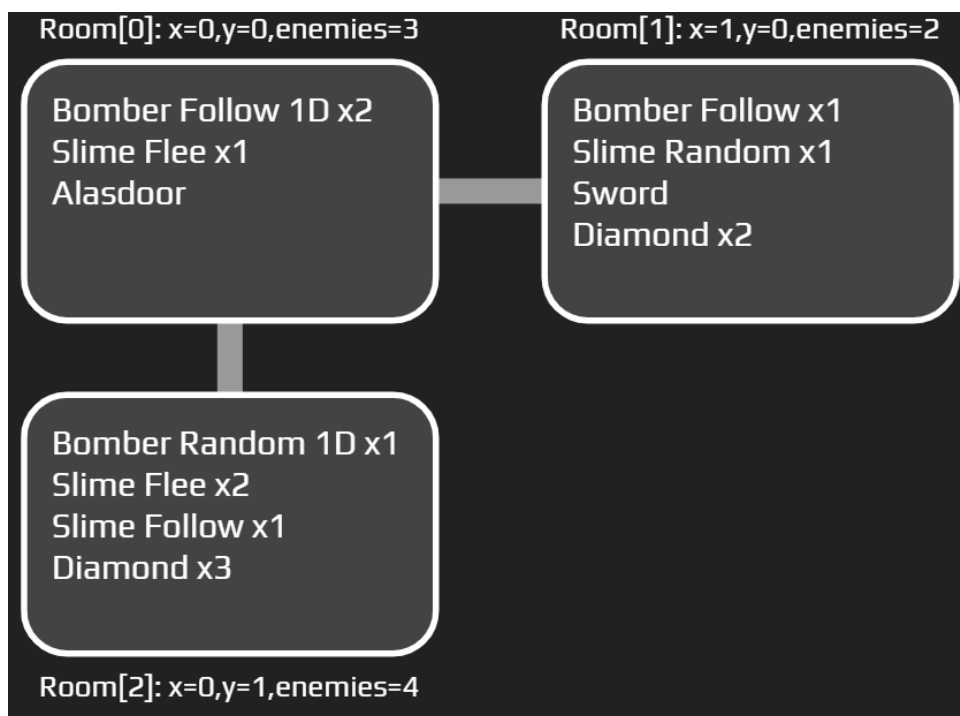 Room[0]: x=0,y=0,enemies=3
Bomber Follow 1D x2
Slime Flee x1
Alasdoor
Room[1]: x=1,y=0,enemies=2
Bomber Follow x1
Slime Random x1
Sword
Diamond x2
Bomber Random 1D x1
Slime Flee x2
Slime Follow x1
Diamond x3
Room[2]: x=0,y=1,enemies=4